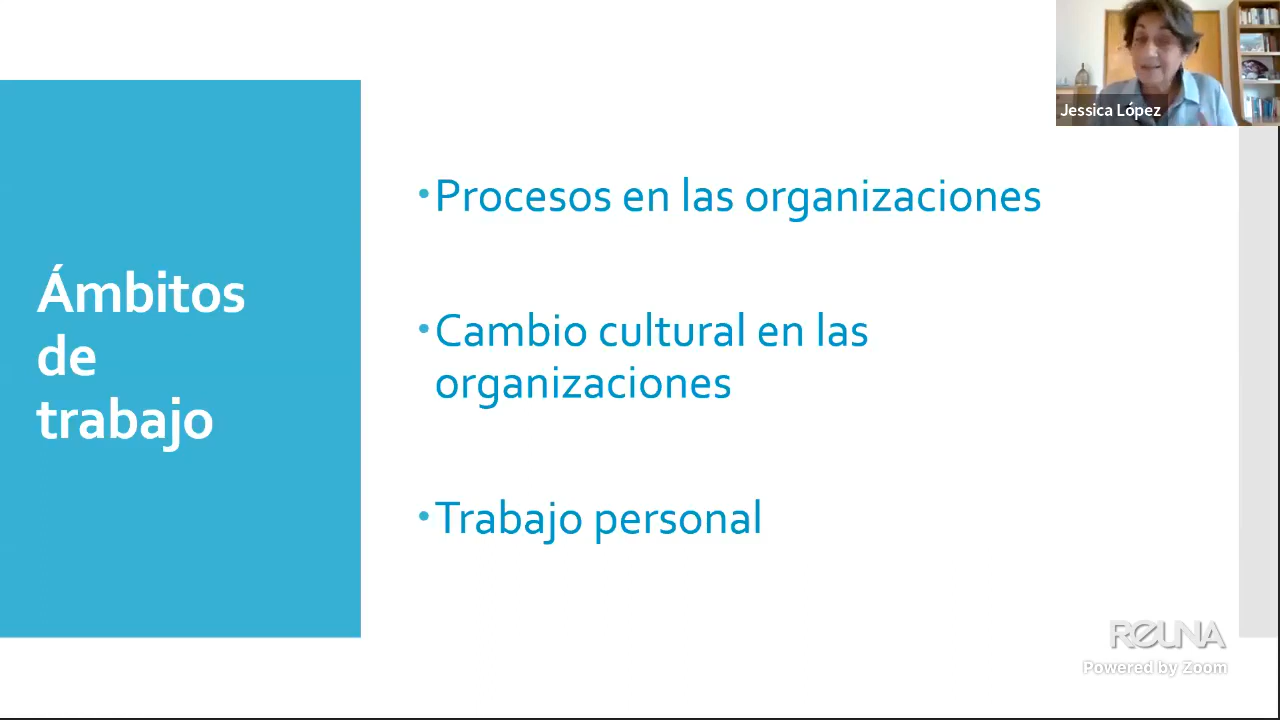 Jessica López
Ámbitos
de
trabajo
•Procesos en las organizaciones
•Cambio cultural en las
organizaciones
•Trabajo personal
REUNA
Powered by Zoom